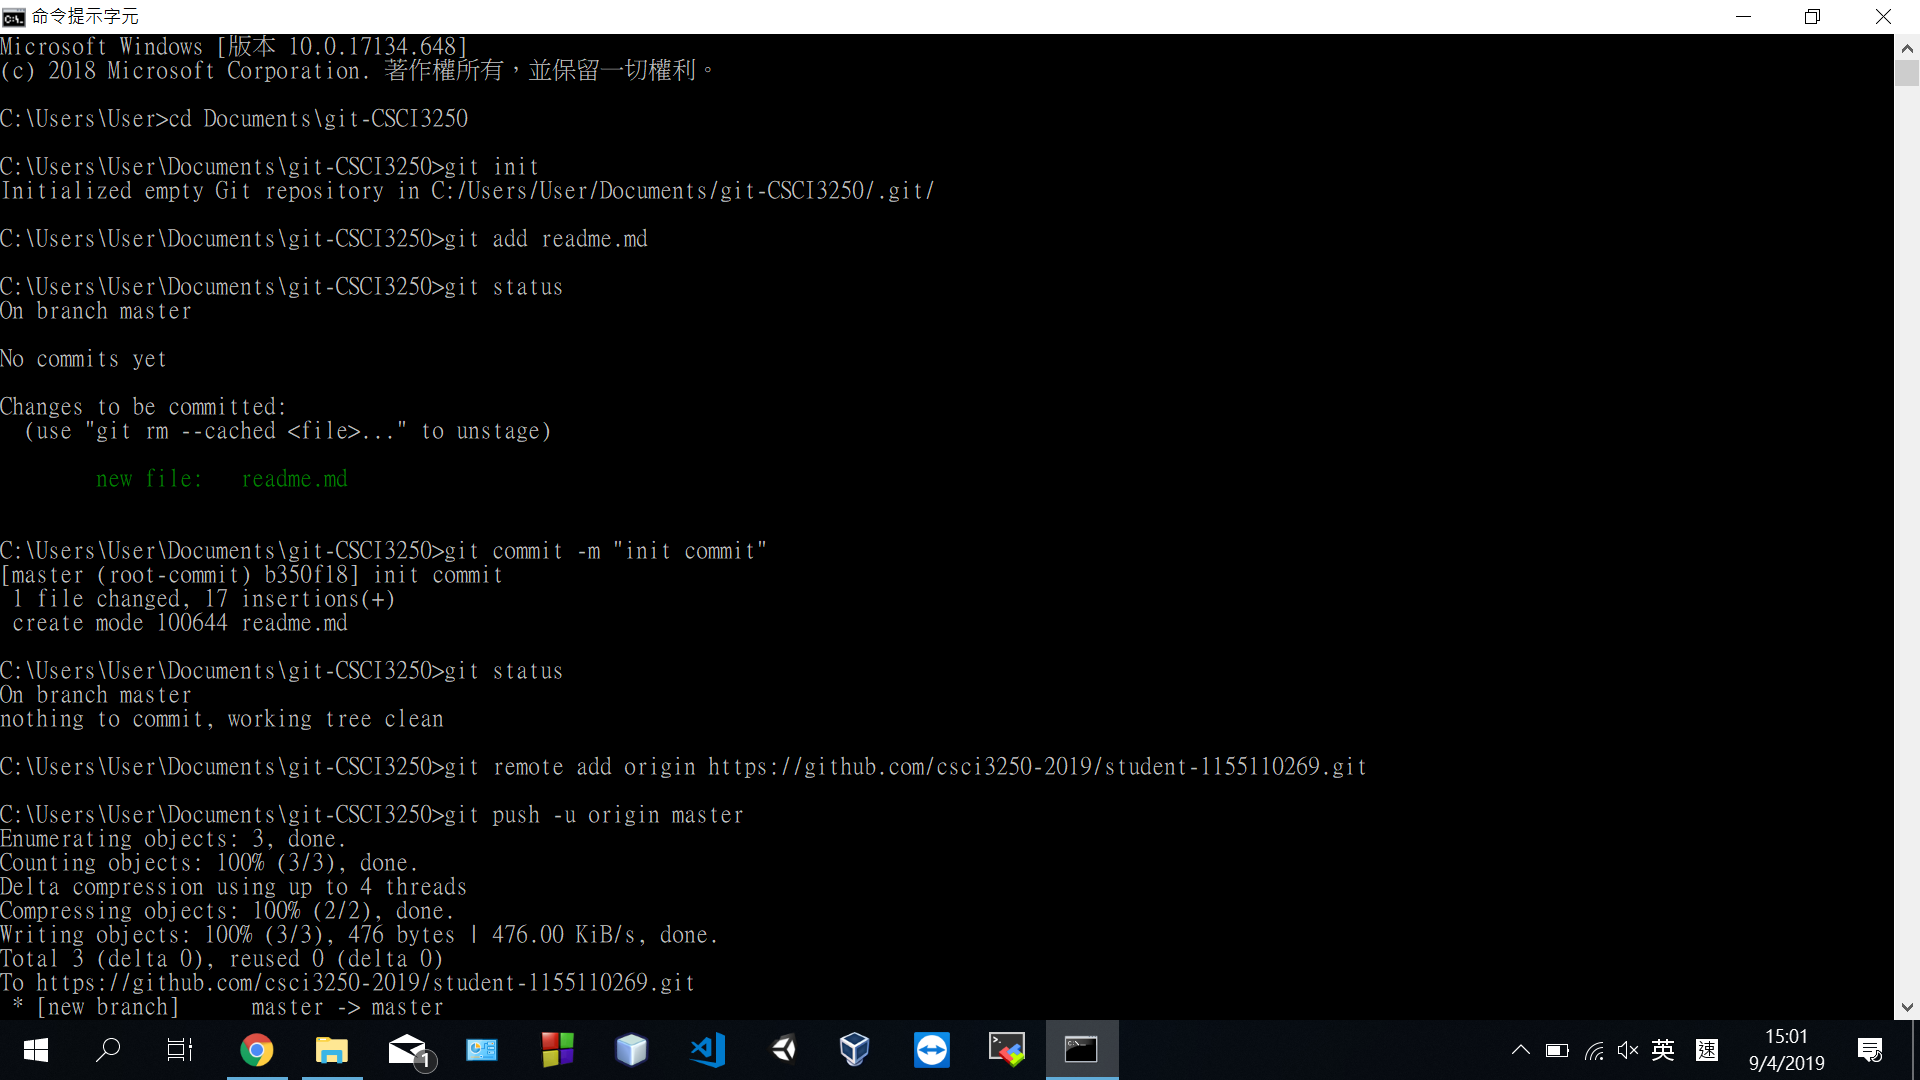 命令提示字元
Microsoft Windows [版本 10.0.17134.648]
(c) 2018 Microsoft Corporation. 著作權所有，並保留一切權利。
C:\Users\User>cd Documents\git-CSCI3250
C:\Users\User\Documents\git-CSCI3250>git init
Initialized empty Git repository in C:/Users/User/Documents/git-CSCI3250/.git/
C:\Users\User\Documents\git-CSCI3250>git add readme.md
C:\Users\User\Documents\git-CSCI3250>git status
On branch master
No commits yet
Changes to be committed:
  (use "git rm --cached <file>..." to unstage)
        new file:   readme.md
C:\Users\User\Documents\git-CSCI3250>git commit -m "init commit"
[master (root-commit) b350f18] init commit
 1 file changed, 17 insertions(+)
 create mode 100644 readme.md
C:\Users\User\Documents\git-CSCI3250>git status
On branch master
nothing to commit, working tree clean
C:\Users\User\Documents\git-CSCI3250>git remote add origin https://github.com/csci3250-2019/student-1155110269.git
C:\Users\User\Documents\git-CSCI3250>git push -u origin master
Enumerating objects: 3, done.
Counting objects: 100% (3/3), done.
Delta compression using up to 4 threads
Compressing objects: 100% (2/2), done.
Writing objects: 100% (3/3), 476 bytes | 476.00 KiB/s, done.
Total 3 (delta 0), reused 0 (delta 0)
To https://github.com/csci3250-2019/student-1155110269.git
 * [new branch]      master -> master
1
英 速
15:01
9/4/2019